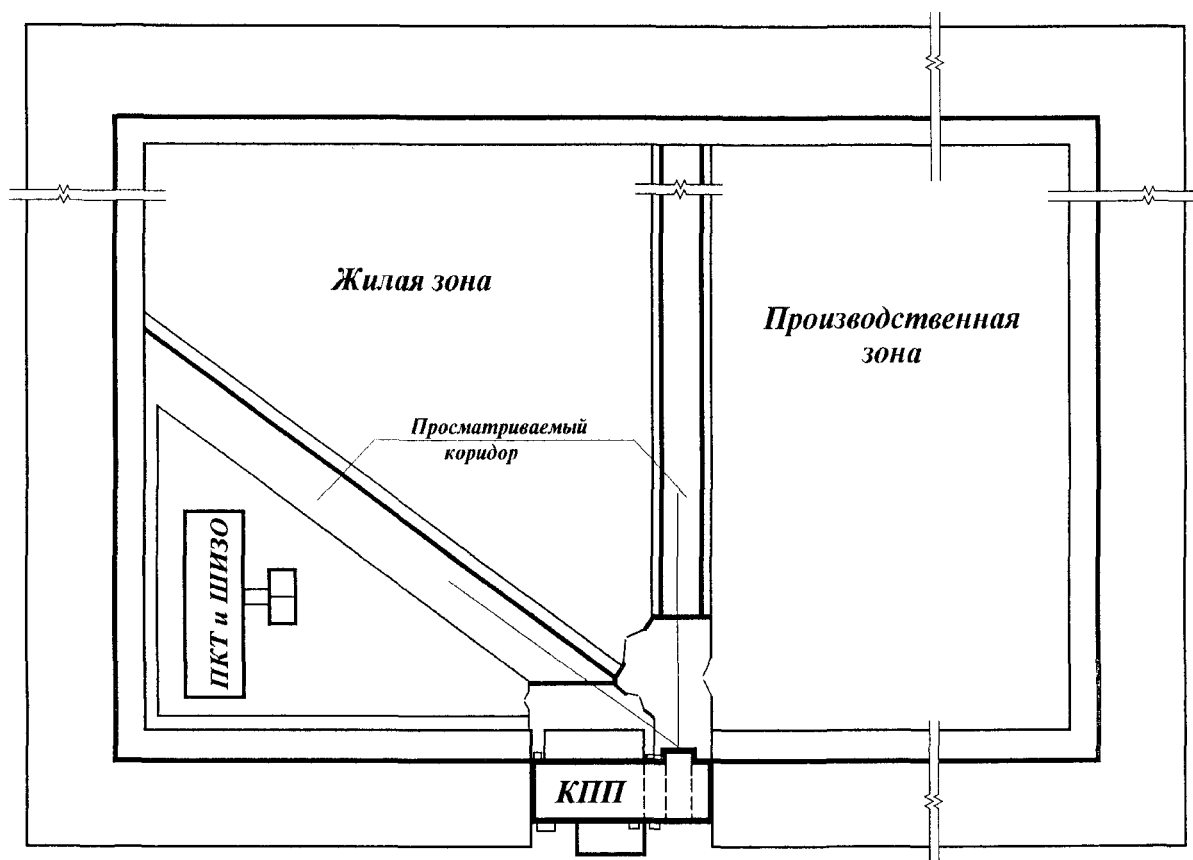 Жилая зона
Производственная
зона
Просматриваемый
коридор
ПКТ и ШИЗО
КПП